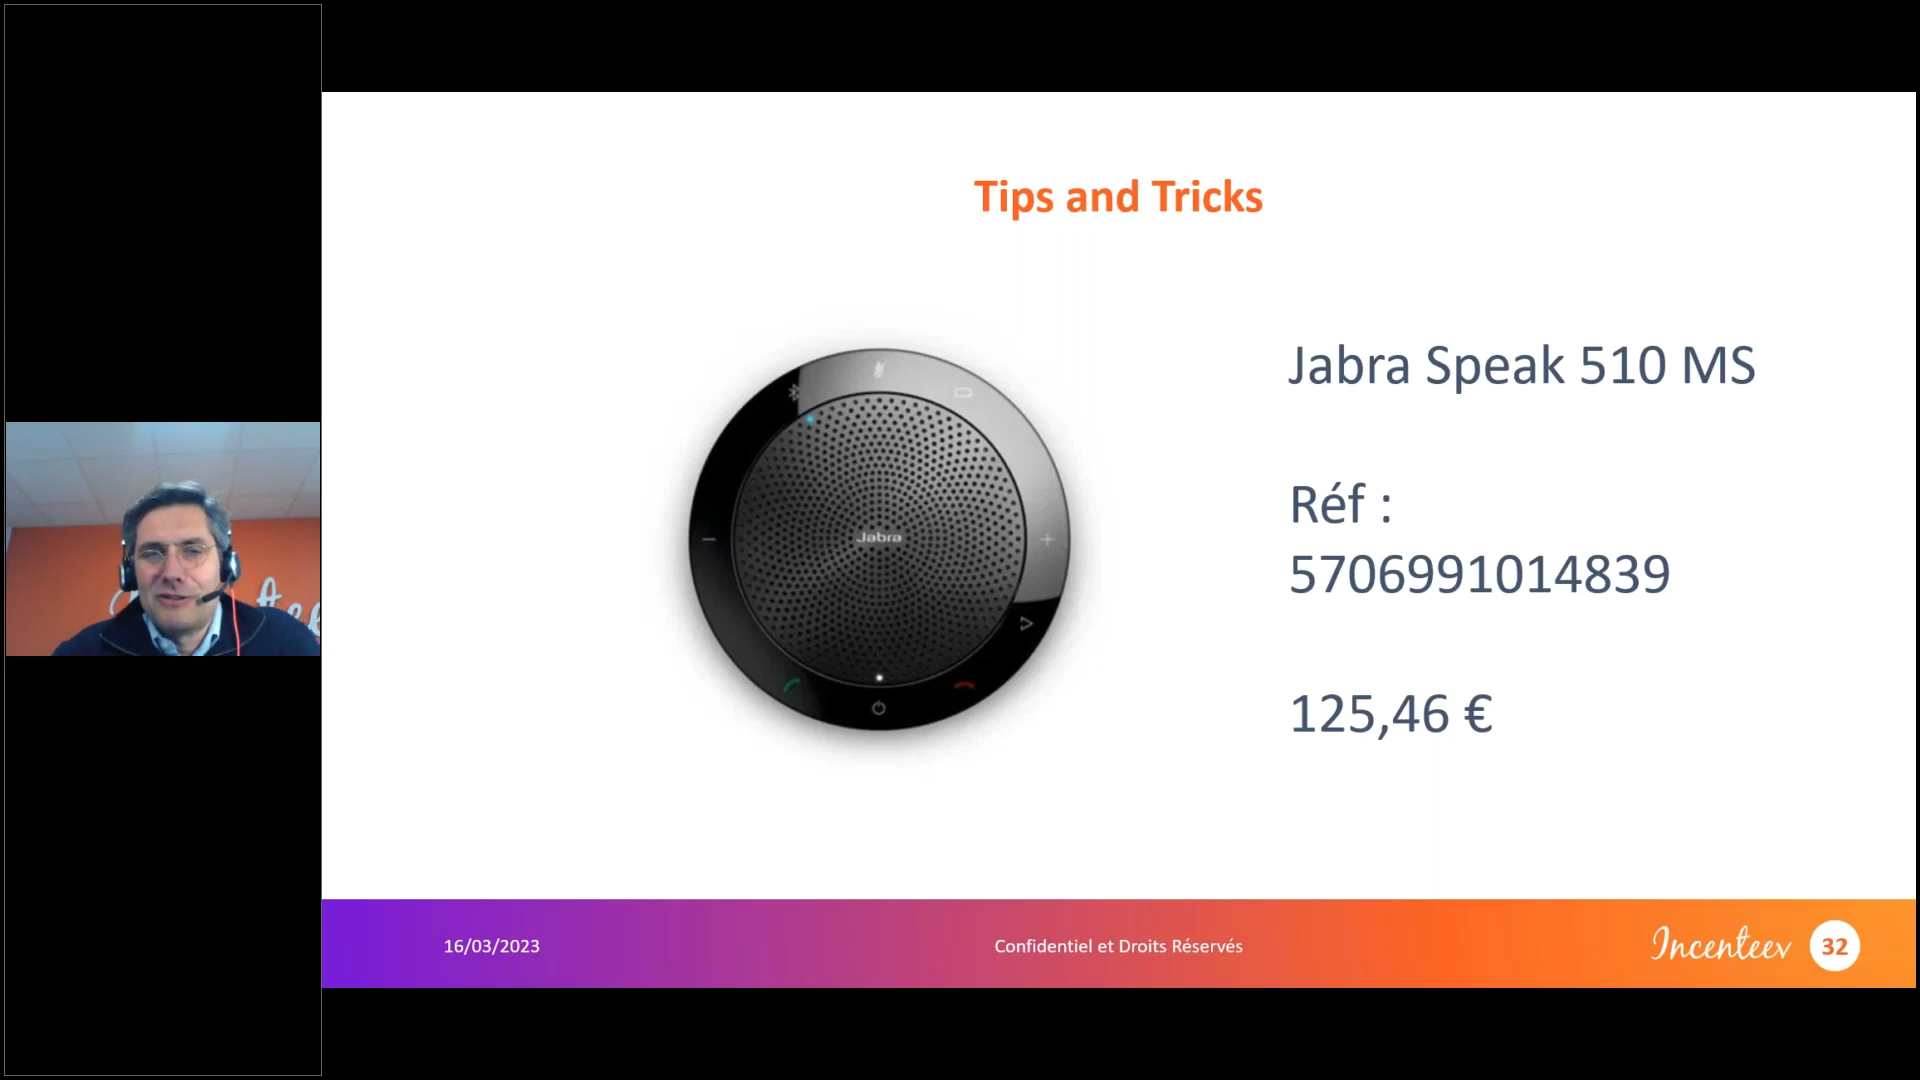 Tips and Tricks
Jabra Speak 510 MS
Réf :
5706991014839
125,46 €
Jabra
16/03/2023
Confidentiel et Droits Réservés
Incenteev
32